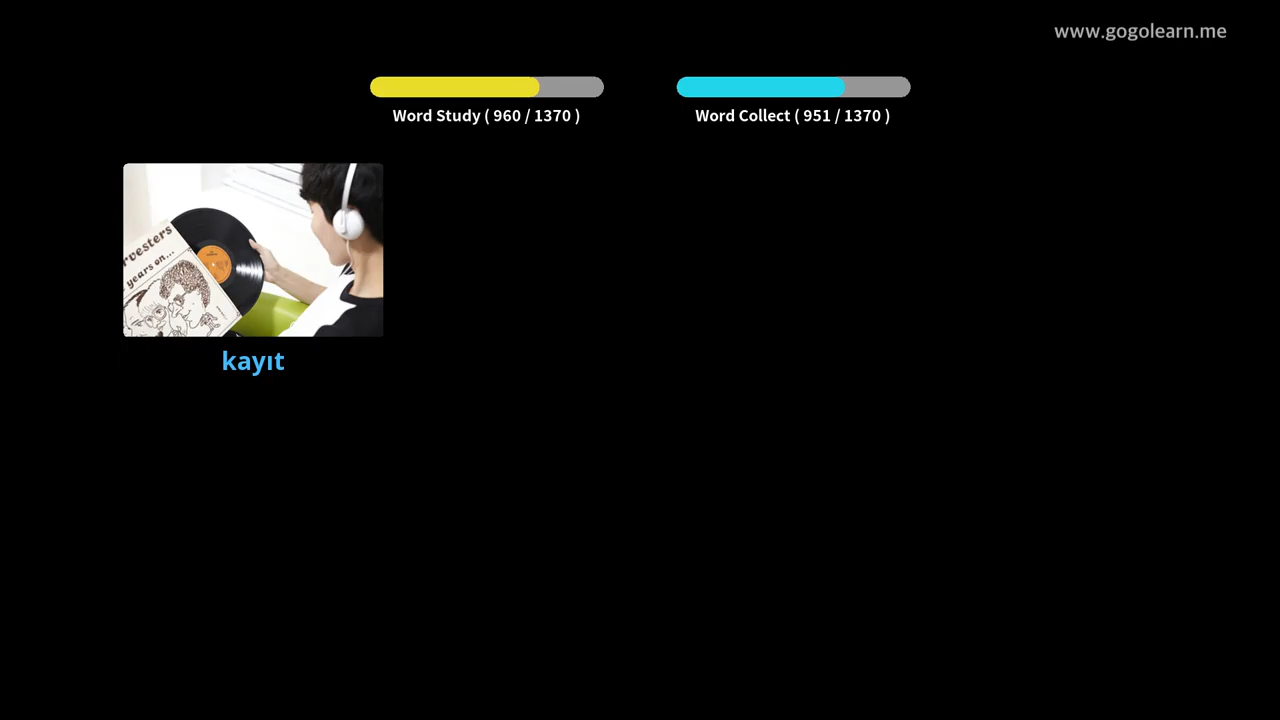 www.gogolearn.me
Word Study ( 960 / 1370 )
Word Collect ( 951 / 1370 )
rvesters
years on...
kayıt